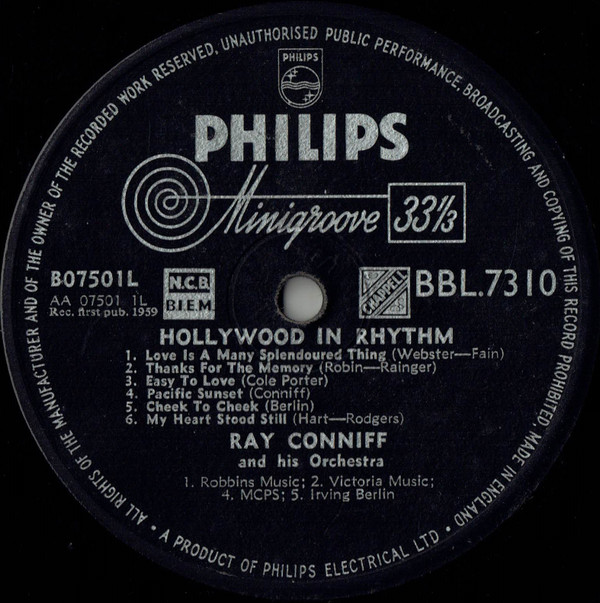 ALL RIGHTS OF THE MANUFACTURER AND OF THE OWNER OF THE RECORDED WORK RESERVED. UNAUTHORISED PUBLIC PERFORMANCE, BROADCASTING AND COPYING OF THIS RECORD PROHIBITED. MADE IN ENGLAND
PHILIPS
PHILIPS
Minigroove 33⅓
B07501L
AA 07501 1L
Rec. first pub. 1959
N.C.B.
BIEM
CHAPPELL
BBL.7310
HOLLYWOOD IN RHYTHM
1. Love Is A Many Splendoured Thing (Webster—Fain)
2. Thanks For The Memory (Robin—Rainger)
3. Easy To Love (Cole Porter)
4. Pacific Sunset (Conniff)
5. Cheek To Cheek (Berlin)
6. My Heart Stood Still (Hart—Rodgers)
RAY CONNIFF
and his Orchestra
1. Robbins Music; 2. Victoria Music;
4. MCPS; 5. Irving Berlin
• A PRODUCT OF PHILIPS ELECTRICAL LTD •